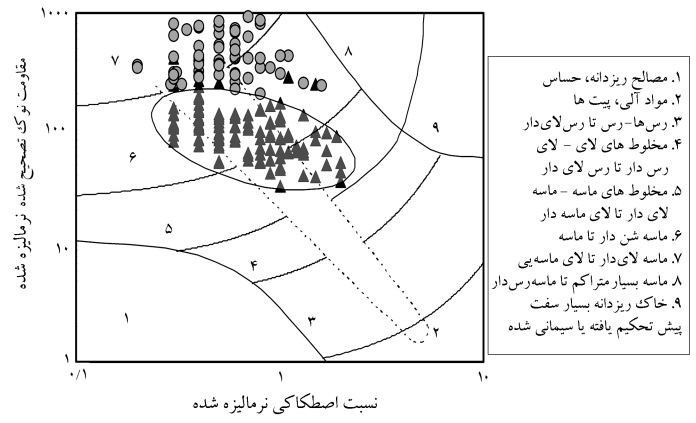 مقاومت نوک تصحیح شده نرمالیزه شده
۱۰۰۰
۱۰۰
۱۰
۱
۰/۱
۱
۱۰
نسبت اصطکاکی نرمالیزه شده
۷
۸
۹
۶
۵
۴
۱
۳
۲
۱. مصالح ریزدانه، حساس
۲. مواد آلی، پیت ها
۳. رس‌ها-رس تا رس‌لای‌دار
۴. مخلوط های لای - لای
رس دار تا رس لای دار
۵. مخلوط های ماسه - ماسه
لای دار تا لای ماسه دار
۶. ماسه شن دار تا ماسه
۷. ماسه لای‌دار تا لای ماسه‌یی
۸. ماسه بسیار متراکم تا ماسه‌رس‌دار
۹. خاک ریزدانه بسیار سفت
پیش تحکیم یافته یا سیمانی شده